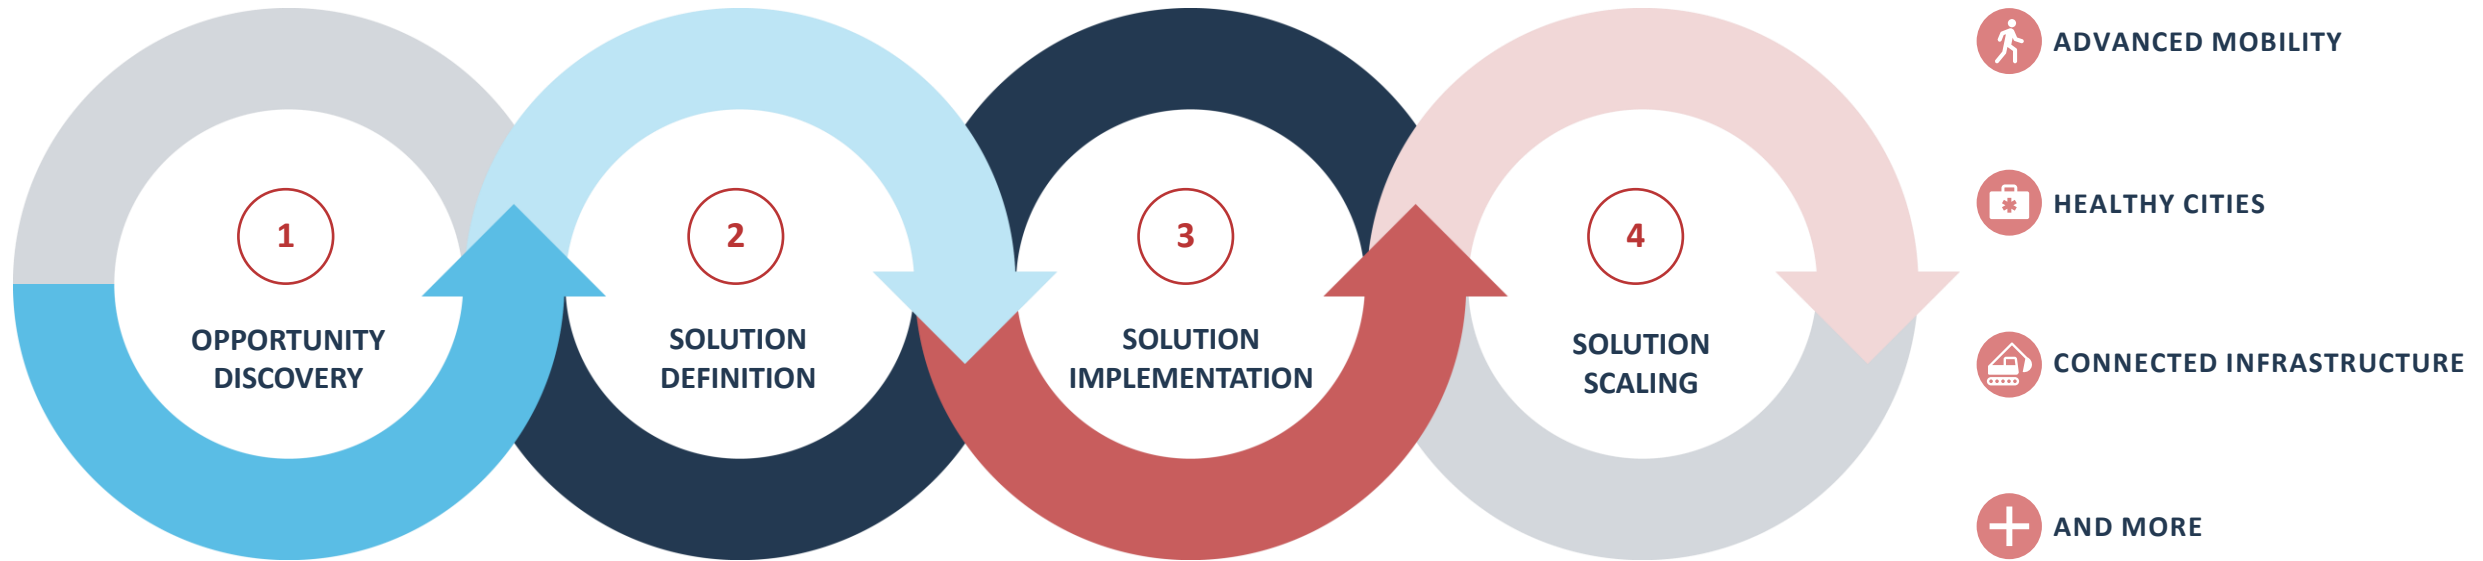 1
OPPORTUNITY
DISCOVERY
2
SOLUTION
DEFINITION
3
SOLUTION
IMPLEMENTATION
4
SOLUTION
SCALING
ADVANCED MOBILITY
HEALTHY CITIES
CONNECTED INFRASTRUCTURE
AND MORE